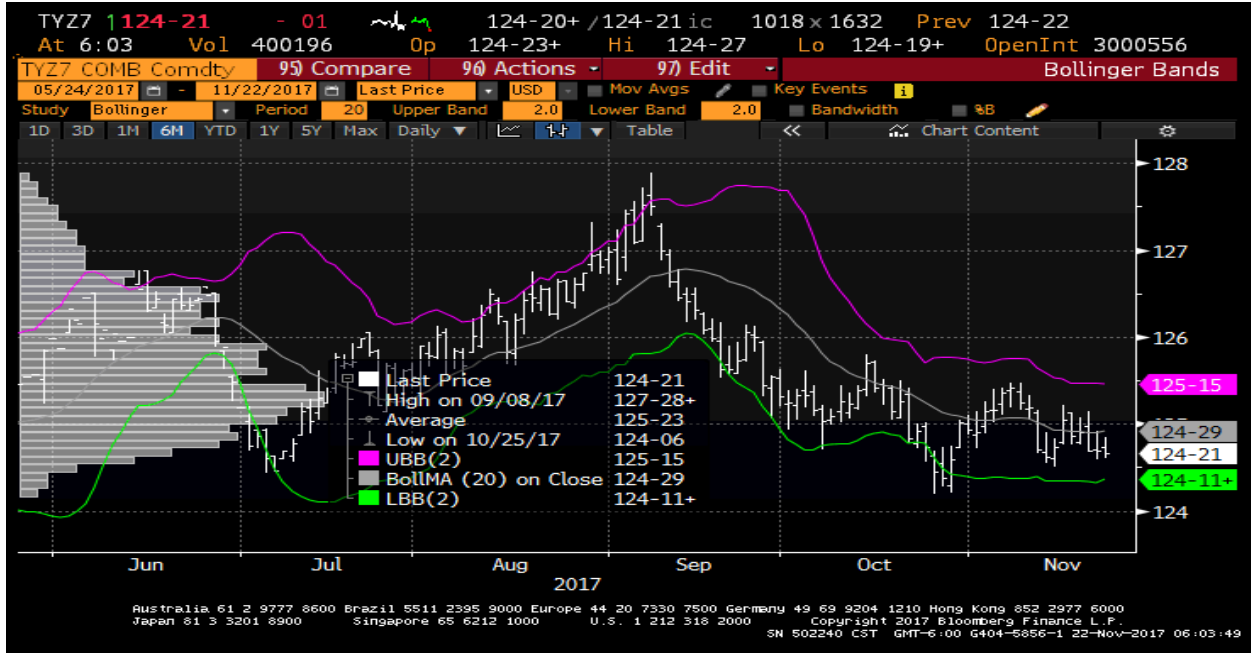 TYZ7 124-21 - 01 124-20+ /124-21 ic 1018 x 1632 Prev 124-22
At 6:03 Vol 400196 Op 124-23+ Hi 124-27 Lo 124-19+ OpenInt 3000556
TYZ7 COMB Comdty 95) Compare 96) Actions 97) Edit Bollinger Bands
05/24/2017 - 11/22/2017 Last Price USD Mov Avgs Key Events i
Study Bollinger Period 20 Upper Band 2.0 Lower Band 2.0 Bandwidth %B
1D 3D 1M 6M YTD 1Y 5Y Max Daily Table << Chart Content
128
127
126
125-15
124-29
124-21
124-11+
124
Last Price 124-21
High on 09/08/17 127-28+
Average 125-23
Low on 10/25/17 124-06
UBB(2) 125-15
BollMA (20) on Close 124-29
LBB(2) 124-11+
Jun Jul Aug Sep Oct Nov
2017
Australia 61 2 9777 8600 Brazil 5511 2395 9000 Europe 44 20 7330 7500 Germany 49 69 9204 1210 Hong Kong 852 2977 6000
Japan 81 3 3201 8900 Singapore 65 6212 1000 U.S. 1 212 318 2000 Copyright 2017 Bloomberg Finance L.P.
SN 502240 CST GMT-6:00 G404-5856-1 22-Nov-2017 06:03:49